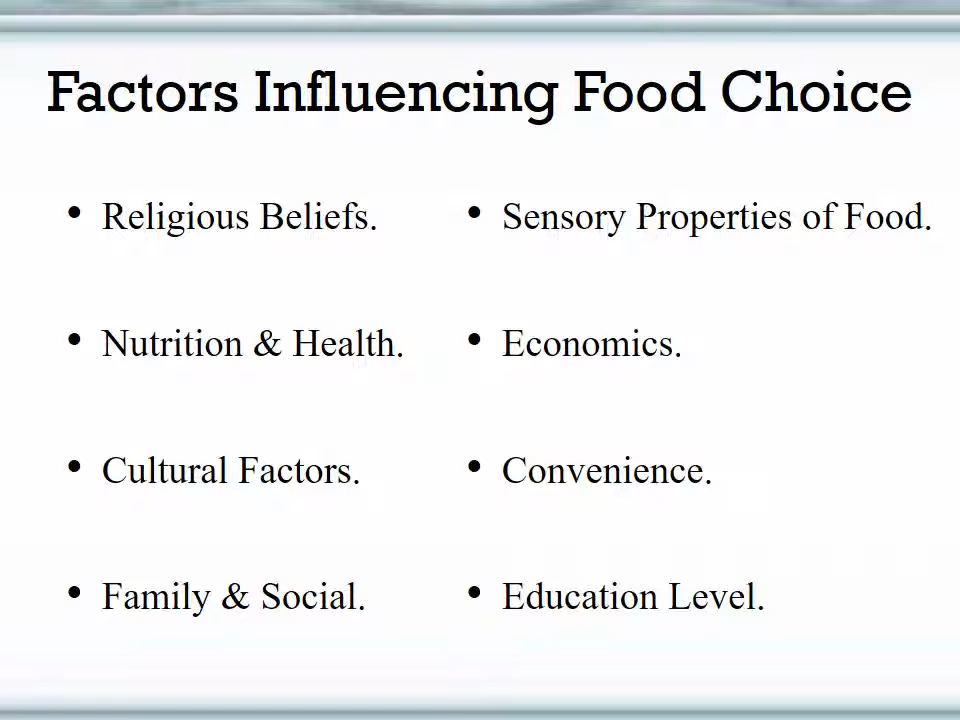 Factors Influencing Food Choice
• Religious Beliefs.
• Nutrition & Health.
• Cultural Factors.
• Family & Social.
• Sensory Properties of Food.
• Economics.
• Convenience.
• Education Level.